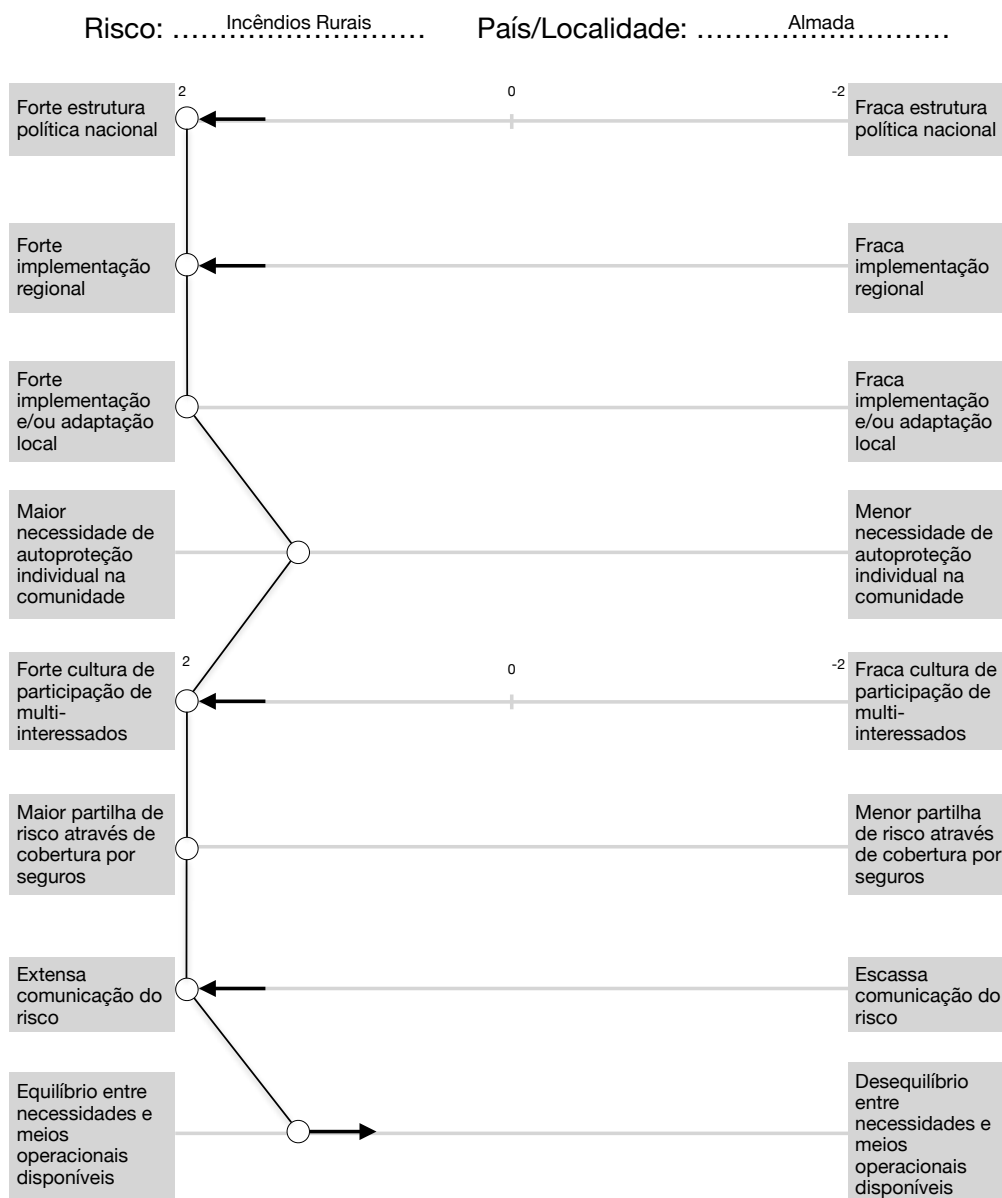 Risco: ........................... País/Localidade: ...........................
Incêndios Rurais Almada
2 0 -2
Forte estrutura
política nacional
Fraca estrutura
política nacional
Forte
implementação
regional
Fraca
implementação
regional
Forte
implementação
e/ou adaptação
local
Fraca
implementação
e/ou adaptação
local
Maior
necessidade de
autoproteção
individual na
comunidade
Menor
necessidade de
autoproteção
individual na
comunidade
2 0 -2
Forte cultura de
participação de
multi-
interessados
Fraca cultura de
participação de
multi-
interessados
Maior partilha de
risco através de
cobertura por
seguros
Menor partilha
de risco através
de cobertura por
seguros
Extensa
comunicação do
risco
Escassa
comunicação do
risco
Equilíbrio entre
necessidades e
meios
operacionais
disponíveis
Desequilíbrio
entre
necessidades e
meios
operacionais
disponíveis